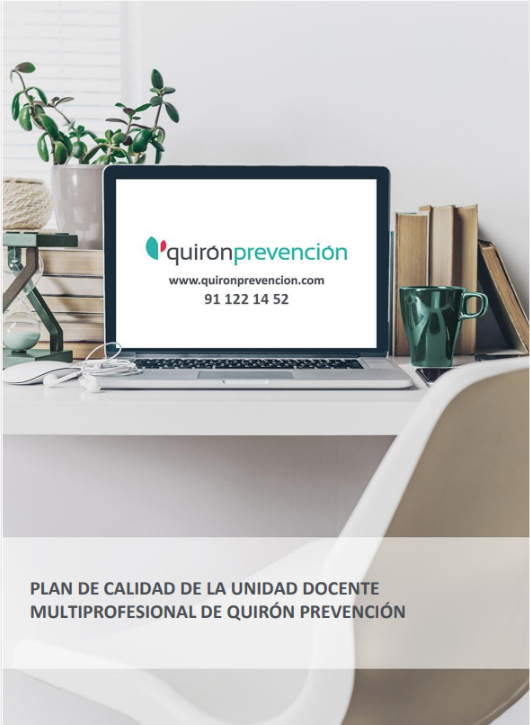 quirónprevención
www.quironprevencion.com
91 122 14 52
PLAN DE CALIDAD DE LA UNIDAD DOCENTE
MULTIPROFESIONAL DE QUIRÓN PREVENCIÓN